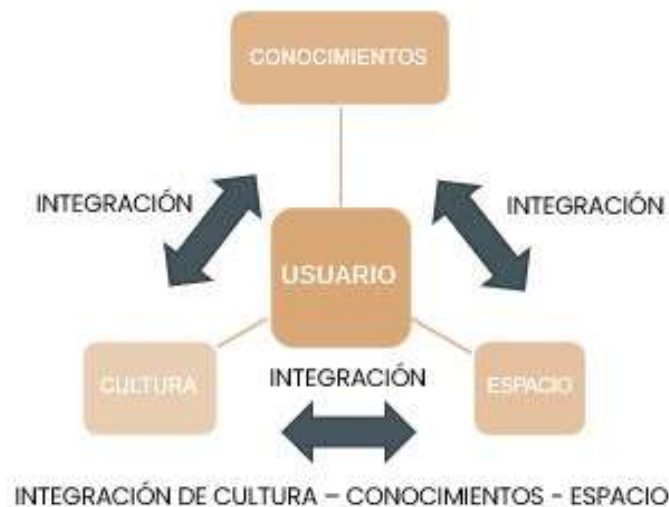 CONOCIMIENTOS
INTEGRACIÓN
INTEGRACIÓN
USUARIO
CULTURA
INTEGRACIÓN
ESPACIO
INTEGRACIÓN DE CULTURA – CONOCIMIENTOS - ESPACIO